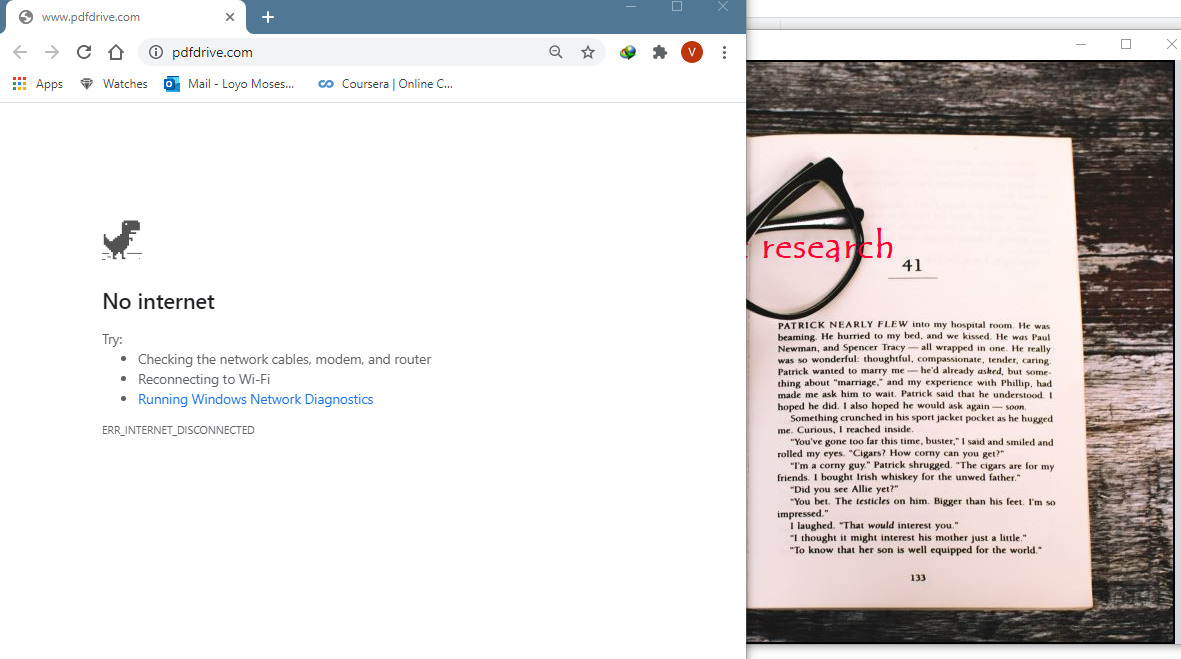 www.pdfdrive.com
pdfdrive.com
V
Apps
Watches
Mail - Loyo Moses...
Coursera | Online C...
No internet
Try:
Checking the network cables, modem, and router
Reconnecting to Wi-Fi
Running Windows Network Diagnostics
ERR_INTERNET_DISCONNECTED
research
41
PATRICK NEARLY FLEW into my hospital room. He was
beaming. He hurried to my bed, and we kissed. He was Paul
Newman, and Spencer Tracy — all wrapped in one. He really
was so wonderful: thoughtful, compassionate, tender, caring.
Patrick wanted to marry me — he'd already asked, but some-
thing about "marriage," and my experience with Phillip, had
made me ask him to wait. Patrick said that he understood. I
hoped he did. I also hoped he would ask again — soon.
Something crunched in his sport jacket pocket as he hugged
me. Curious, I reached inside.
"You've gone too far this time, buster," I said and smiled and
rolled my eyes. "Cigars? How corny can you get?"
"I'm a corny guy." Patrick shrugged. "The cigars are for my
friends. I bought Irish whiskey for the unwed father."
"Did you see Allie yet?"
"You bet. The testicles on him. Bigger than his feet. I'm so
impressed."
I laughed. "That would interest you."
"I thought it might interest his mother just a little."
"To know that her son is well equipped for the world."
133